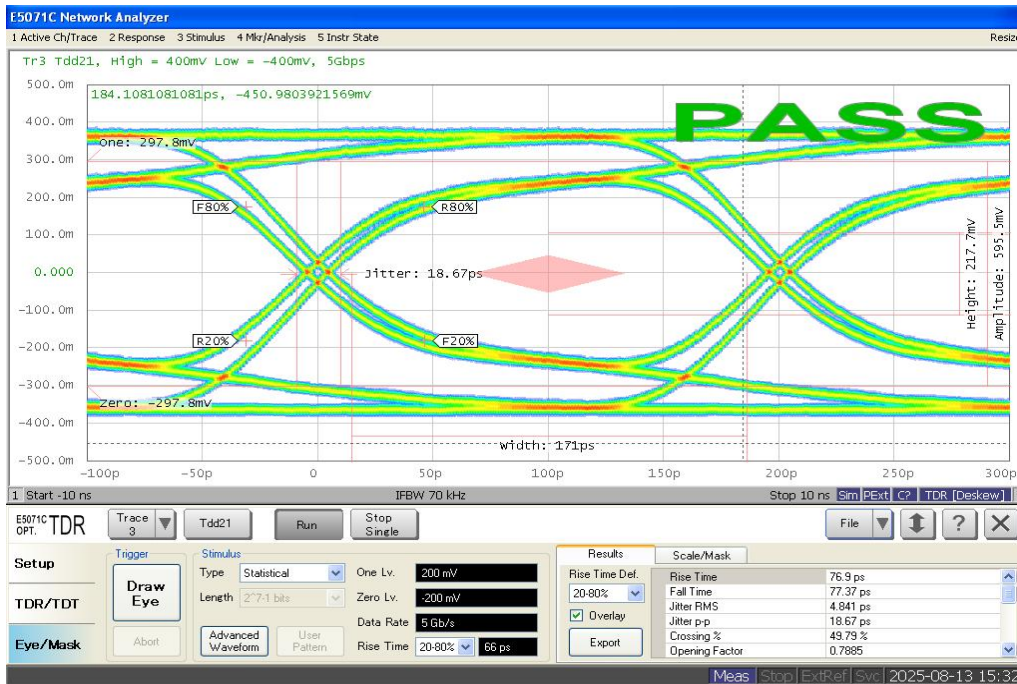 E5071C Network Analyzer
1 Active Ch/Trace 2 Response 3 Stimulus 4 Mkr/Analysis 5 Instr State
Resize
Tr3 Tdd21, High = 400mV Low = -400mV, 5Gbps
500.0m
184.1081081081ps, -450.9803921569mV
PASS
400.0m
One: 297.8mV
300.0m
200.0m
F80%
R80%
100.0m
0.000
Jitter: 18.67ps
Height: 217.7mV
Amplitude: 595.5mV
-100.0m
-200.0m
R20%
F20%
-300.0m
Zero: -297.8mV
-400.0m
Width: 171ps
-500.0m
-100p -50p 0 50p 100p 150p 200p 250p 300p
1 Start -10 ns IFBW 70 kHz Stop 10 ns Sim PExt C? TDR [Deskew]
E5071C OPT. TDR
Trace 3
Tdd21
Run
Stop Single
File
?
Setup
TDR/TDT
Eye/Mask
Trigger
Draw Eye
Abort
Stimulus
Type Statistical
Length 2^7-1 bits
Advanced Waveform
User Pattern
One Lv. 200 mV
Zero Lv. -200 mV
Data Rate 5 Gb/s
Rise Time 20-80% 66 ps
Results
Scale/Mask
Rise Time Def.
20-80%
Overlay
Export
Rise Time 76.9 ps
Fall Time 77.37 ps
Jitter RMS 4.841 ps
Jitter p-p 18.67 ps
Crossing % 49.79 %
Opening Factor 0.7885
Meas Stop ExtRef Svc 2025-08-13 15:32